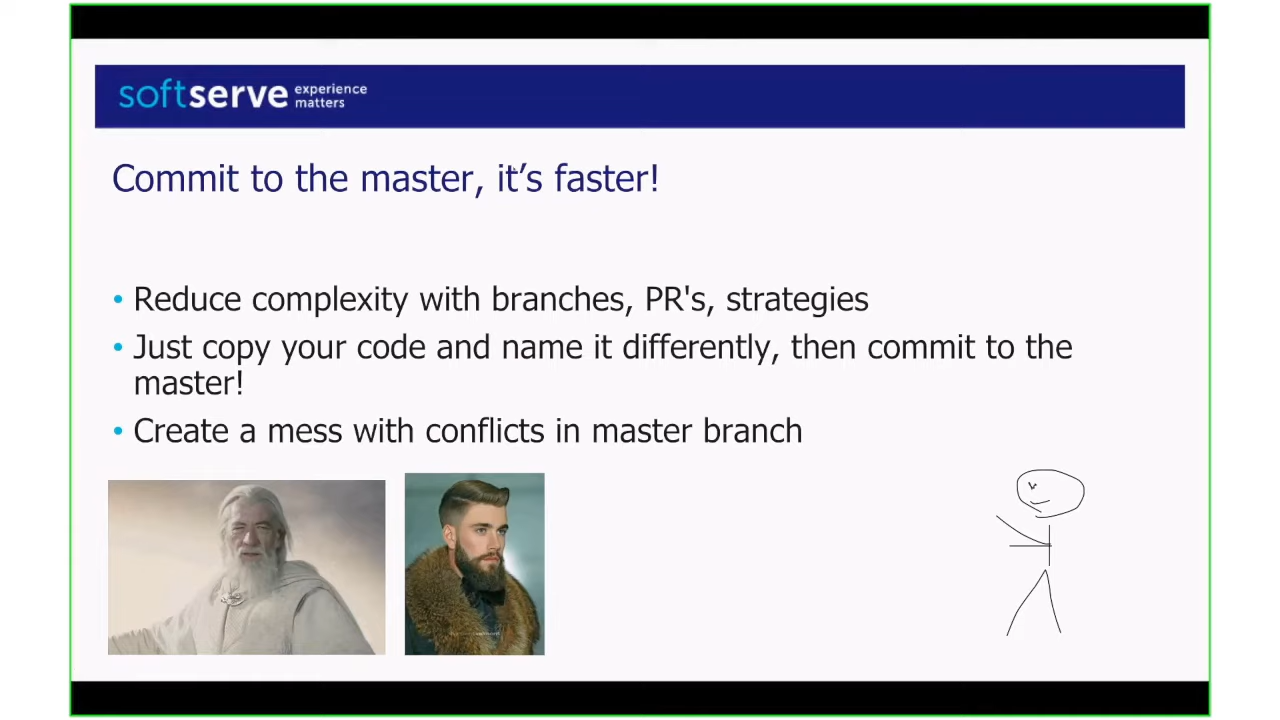 softserve experience
matters
Commit to the master, it's faster!
• Reduce complexity with branches, PR's, strategies
• Just copy your code and name it differently, then commit to the
master!
• Create a mess with conflicts in master branch